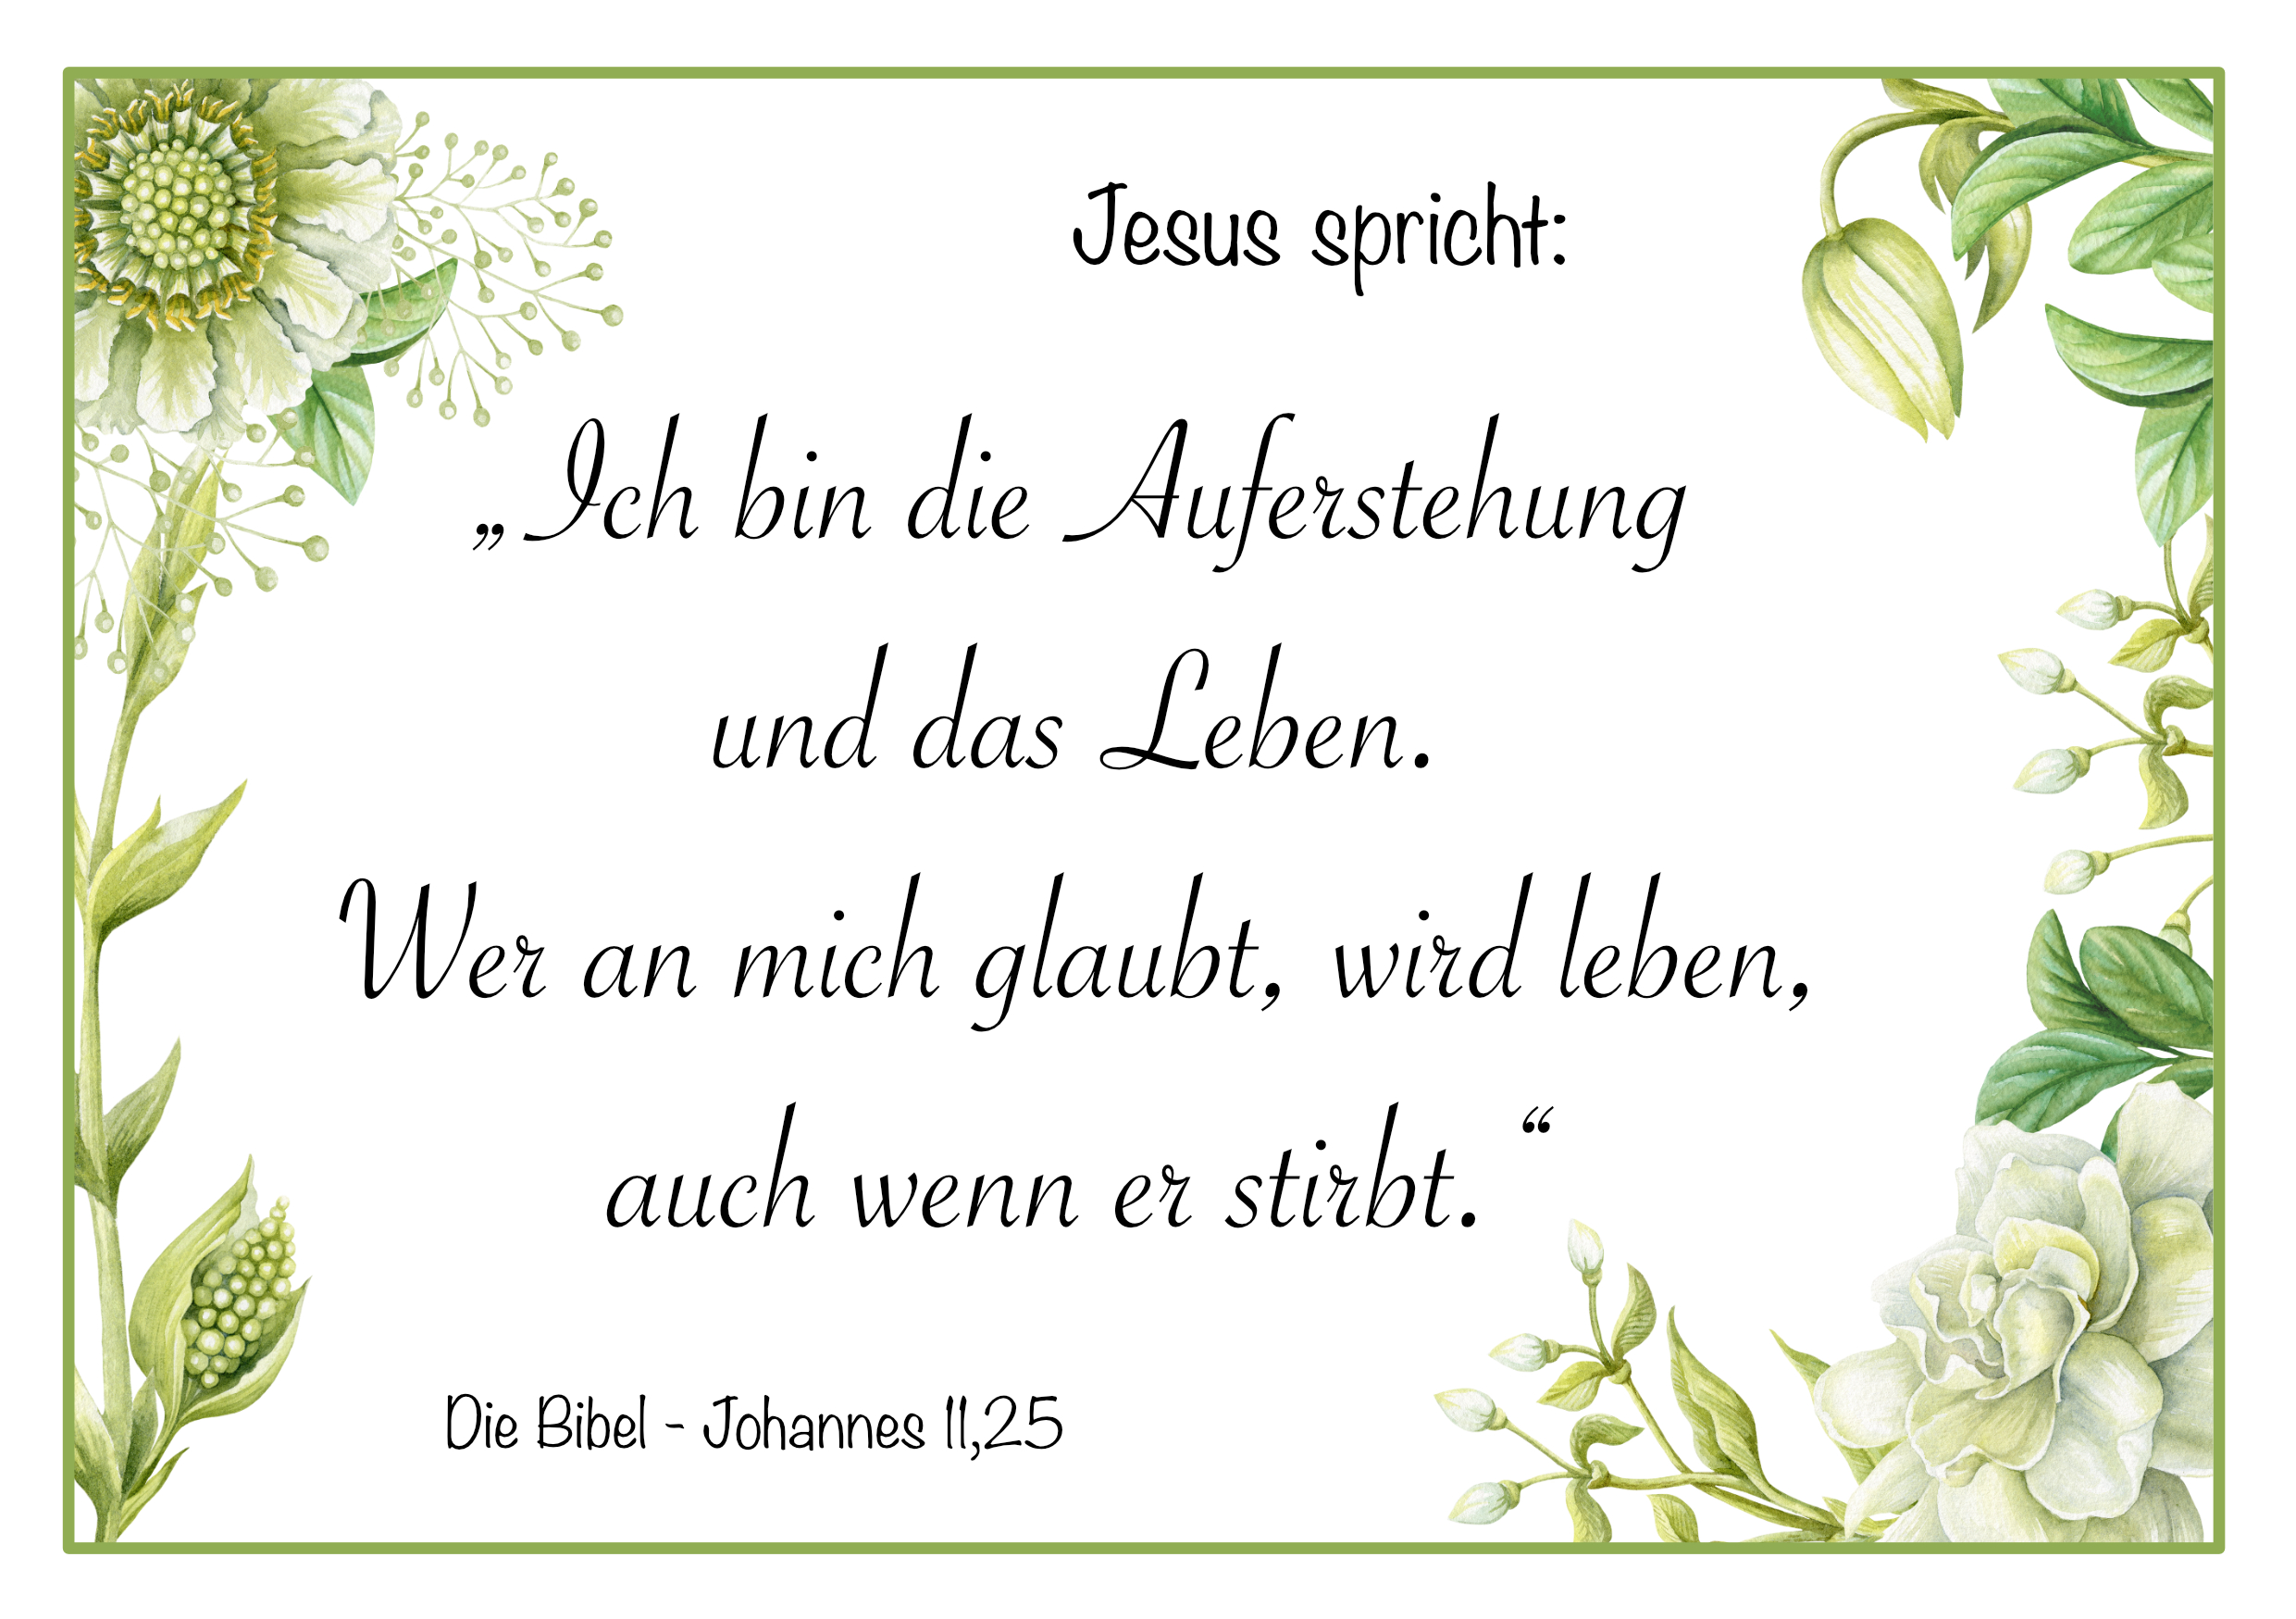 Jesus spricht:
„Ich bin die Auferstehung
und das Leben.
Wer an mich glaubt, wird leben,
auch wenn er stirbt.“
Die Bibel - Johannes 11,25